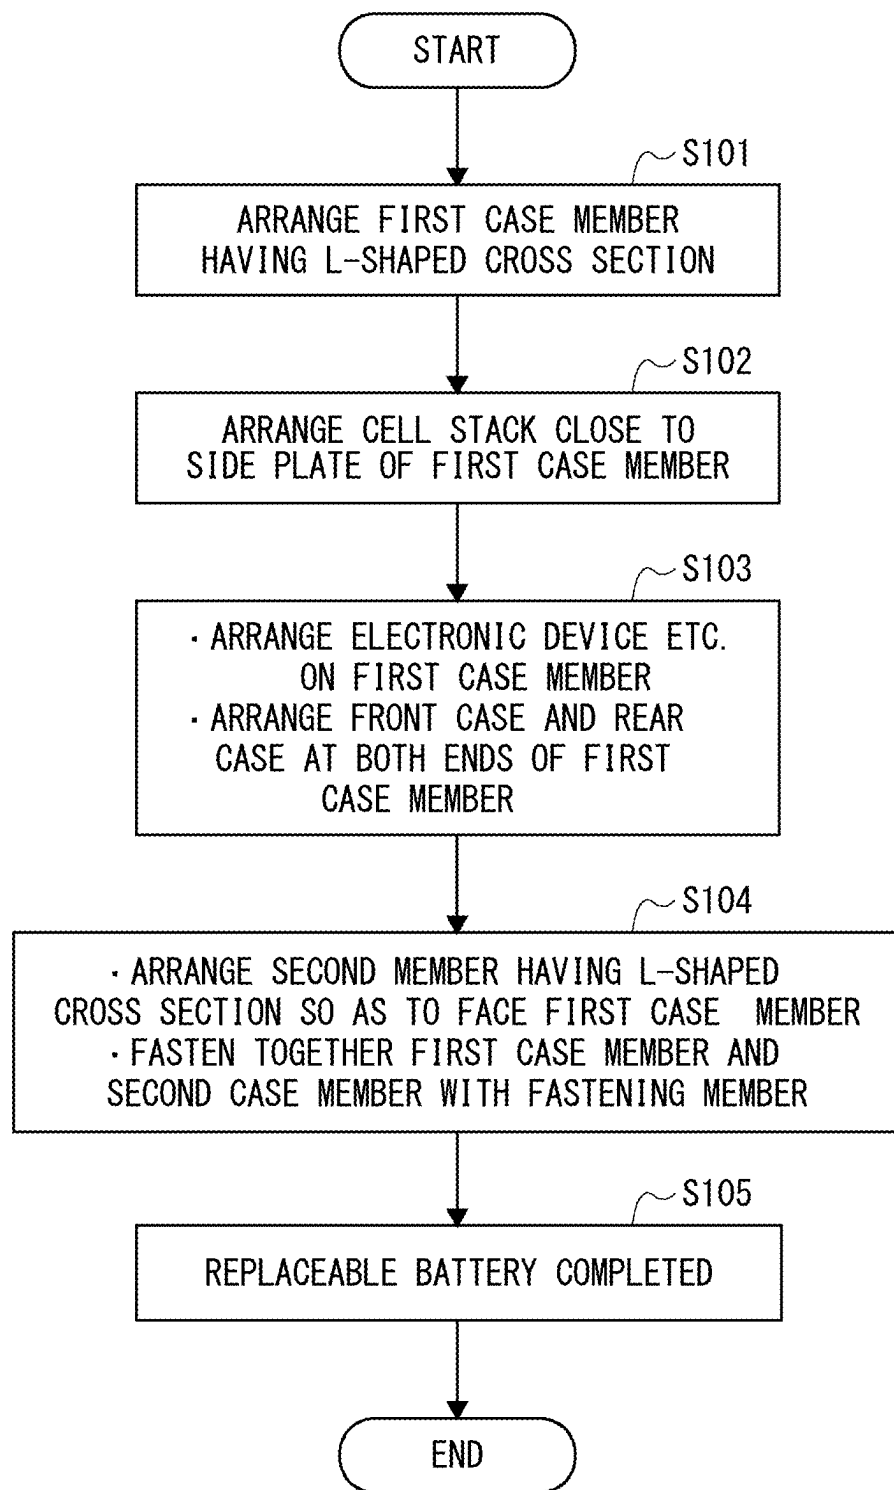 START
S101
ARRANGE FIRST CASE MEMBER
HAVING L-SHAPED CROSS SECTION
S102
ARRANGE CELL STACK CLOSE TO
SIDE PLATE OF FIRST CASE MEMBER
S103
・ARRANGE ELECTRONIC DEVICE ETC.
ON FIRST CASE MEMBER
・ARRANGE FRONT CASE AND REAR
CASE AT BOTH ENDS OF FIRST
CASE MEMBER
S104
・ARRANGE SECOND MEMBER HAVING L-SHAPED
CROSS SECTION SO AS TO FACE FIRST CASE MEMBER
・FASTEN TOGETHER FIRST CASE MEMBER AND
SECOND CASE MEMBER WITH FASTENING MEMBER
S105
REPLACEABLE BATTERY COMPLETED
END